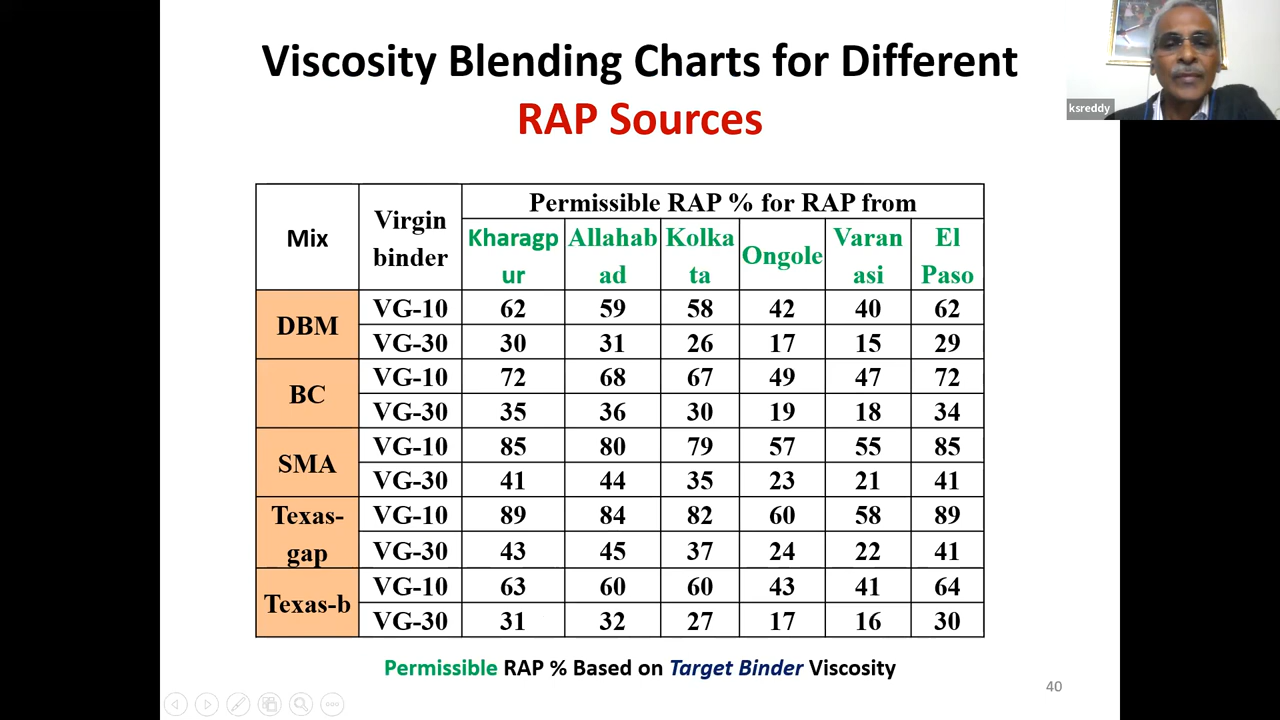 Viscosity Blending Charts for Different
RAP Sources
ksreddy
Mix
Virgin
binder
Permissible RAP % for RAP from
Kharagp
ur
Allahab
ad
Kolka
ta
Ongole
Varan
asi
El
Paso
DBM
VG-10 62 59 58 42 40 62
VG-30 30 31 26 17 15 29
BC
VG-10 72 68 67 49 47 72
VG-30 35 36 30 19 18 34
SMA
VG-10 85 80 79 57 55 85
VG-30 41 44 35 23 21 41
Texas-
gap
VG-10 89 84 82 60 58 89
VG-30 43 45 37 24 22 41
Texas-b
VG-10 63 60 60 43 41 64
VG-30 31 32 27 17 16 30
Permissible RAP % Based on Target Binder Viscosity
40